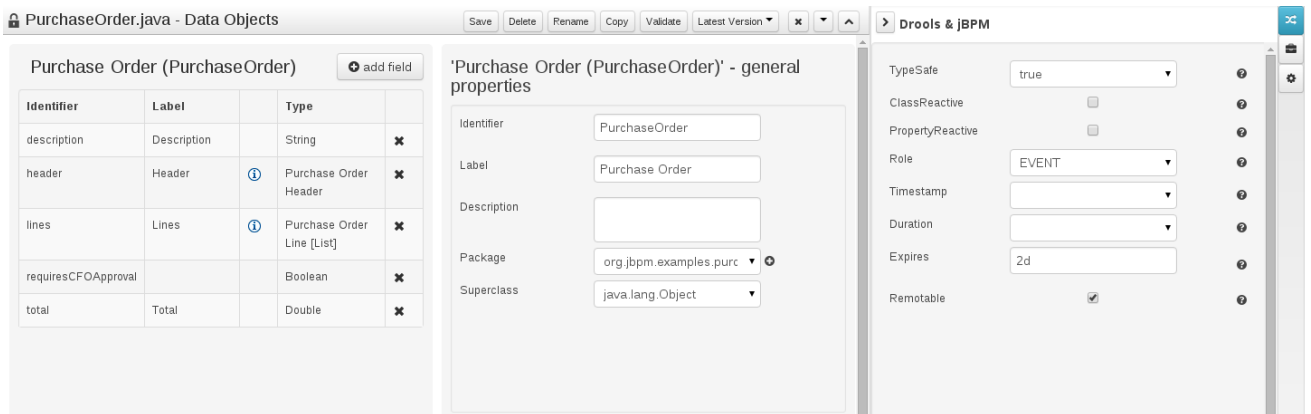 PurchaseOrder.java - Data Objects
Save Delete Rename Copy Validate Latest Version
Purchase Order (PurchaseOrder)
add field
Identifier Label Type
description Description String
header Header Purchase Order
Header
lines Lines Purchase Order
Line [List]
requiresCFOApproval Boolean
total Total Double
'Purchase Order (PurchaseOrder)' - general
properties
Identifier PurchaseOrder
Label Purchase Order
Description
Package org.jbpm.examples.purc
Superclass java.lang.Object
Drools & jBPM
TypeSafe true
ClassReactive
PropertyReactive
Role EVENT
Timestamp
Duration
Expires 2d
Remotable